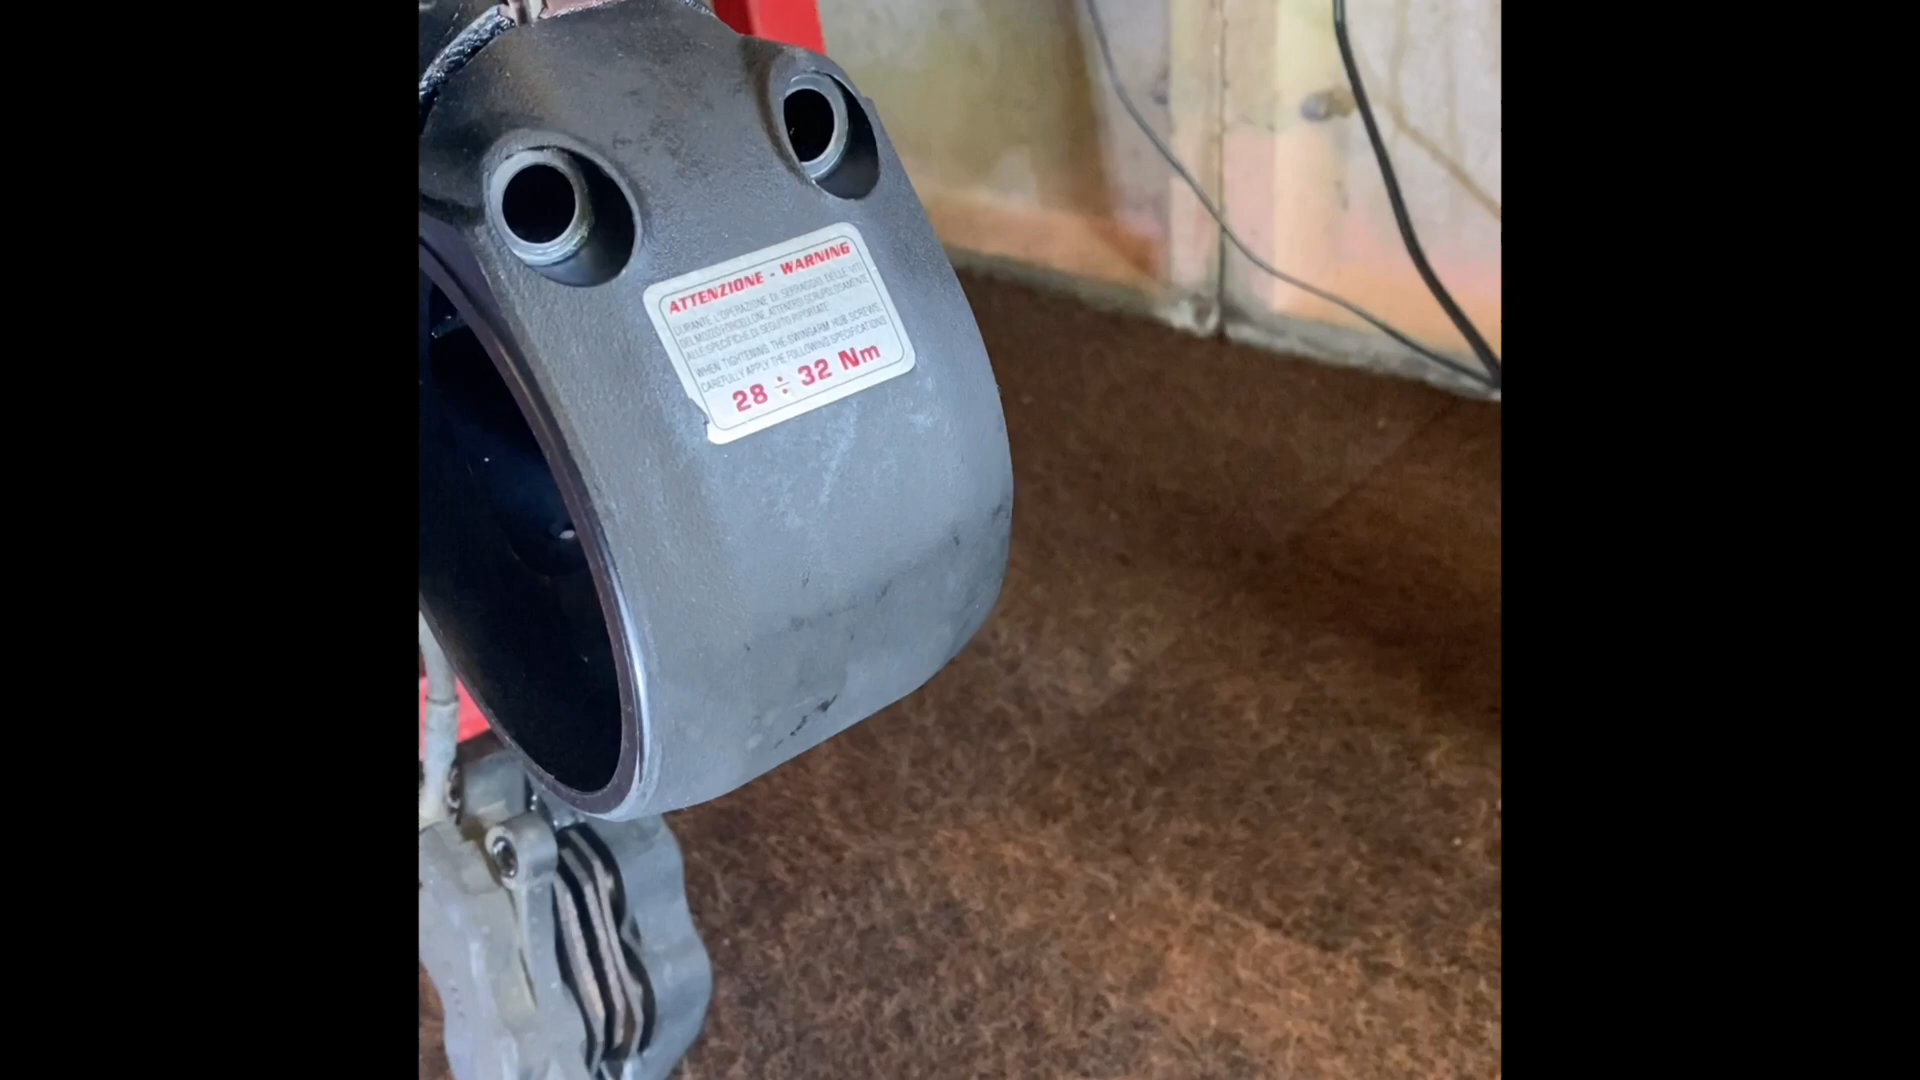 ATTENZIONE - WARNING
DURANTE L'OPERAZIONE DI SERRAGGIO DELLE VITI
DEL MOZZO FORCELLONE, ATTENERSI SCRUPOLOSAMENTE
ALLE SPECIFICHE DI SEGUITO RIPORTATE:
WHEN TIGHTENING THE SWINGARM HUB SCREWS,
CAREFULLY APPLY THE FOLLOWING SPECIFICATIONS
28 ÷ 32 Nm